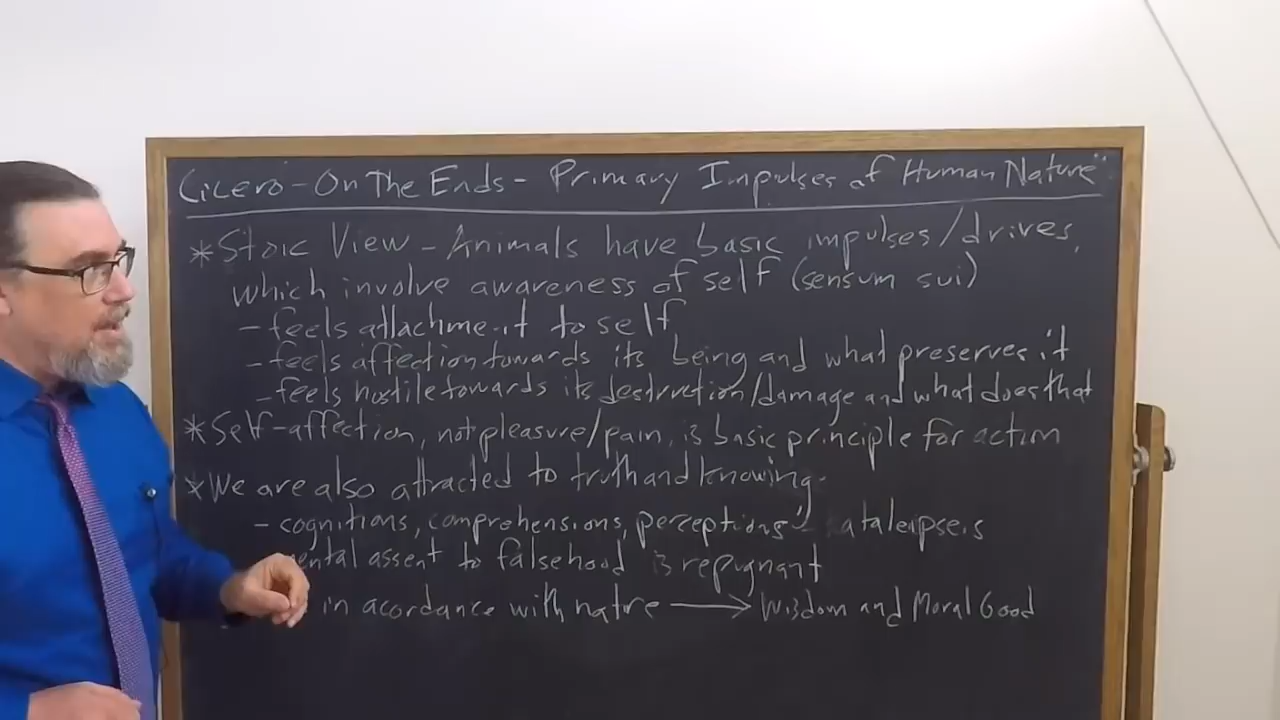 Cicero - On The Ends - Primary Impulses of Human Nature"
* Stoic View - Animals have basic impulses/drives,
which involve awareness of self (sensum sui)
- feels attachment to self
- feels affection towards its being and what preserves it
- feels hostile towards its destruction/damage and what does that
* Self-affection, not pleasure/pain, is basic principle for action
* We are also attracted to truth and knowing.
- cognitions, comprehensions, perceptions" - kataleipseis
mental assent to falsehood is repugnant
in acordance with natre → Wisdom and Moral Good